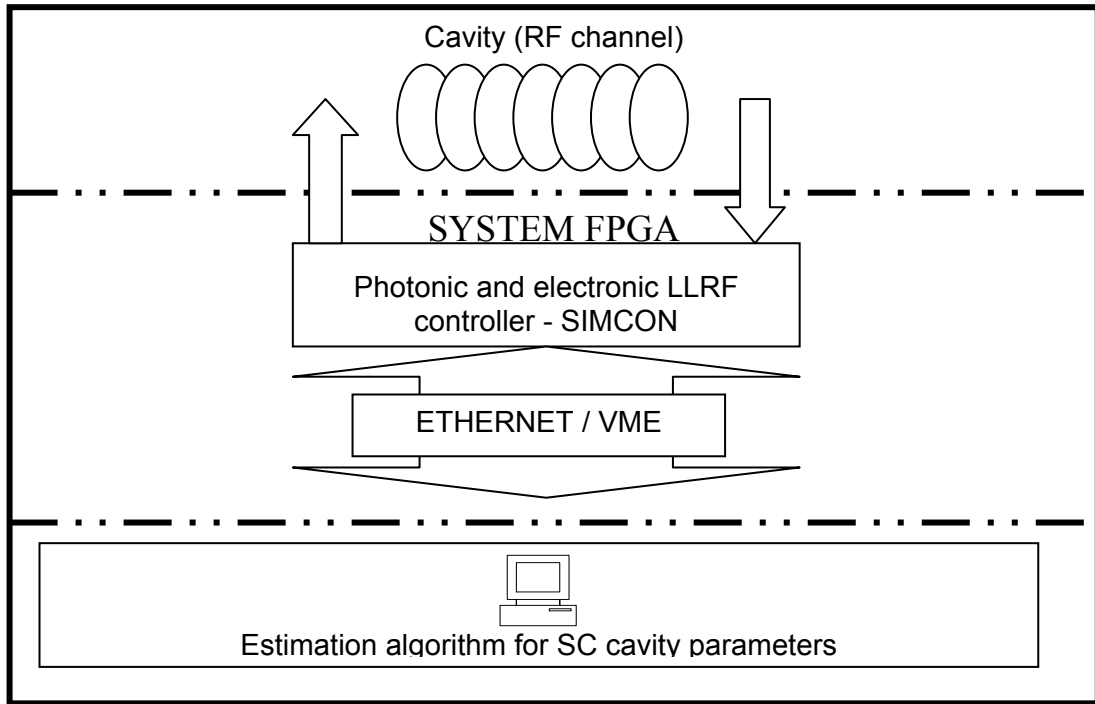 Cavity (RF channel)
SYSTEM FPGA
Photonic and electronic LLRF
controller - SIMCON
ETHERNET / VME
Estimation algorithm for SC cavity parameters